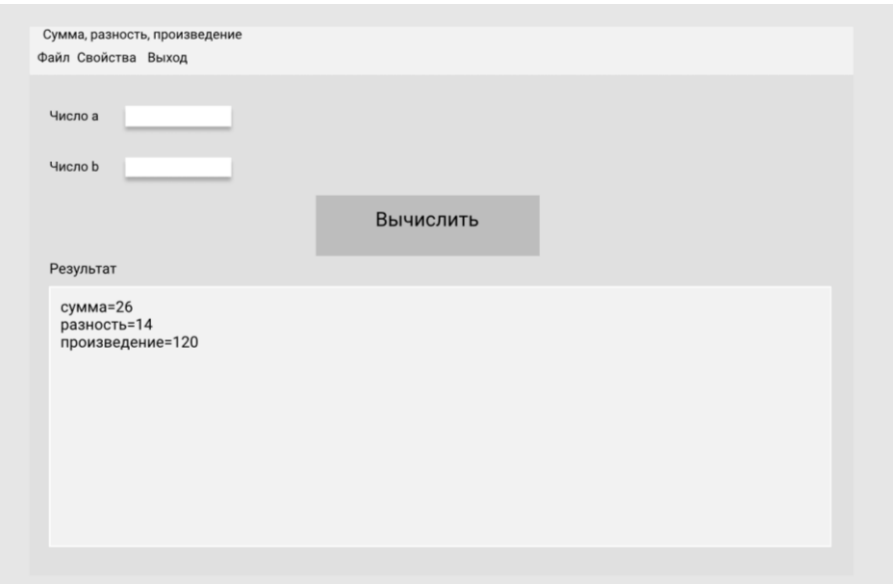 Сумма, разность, произведение
Файл Свойства Выход
Число a
Число b
Вычислить
Результат
сумма=26
разность=14
произведение=120